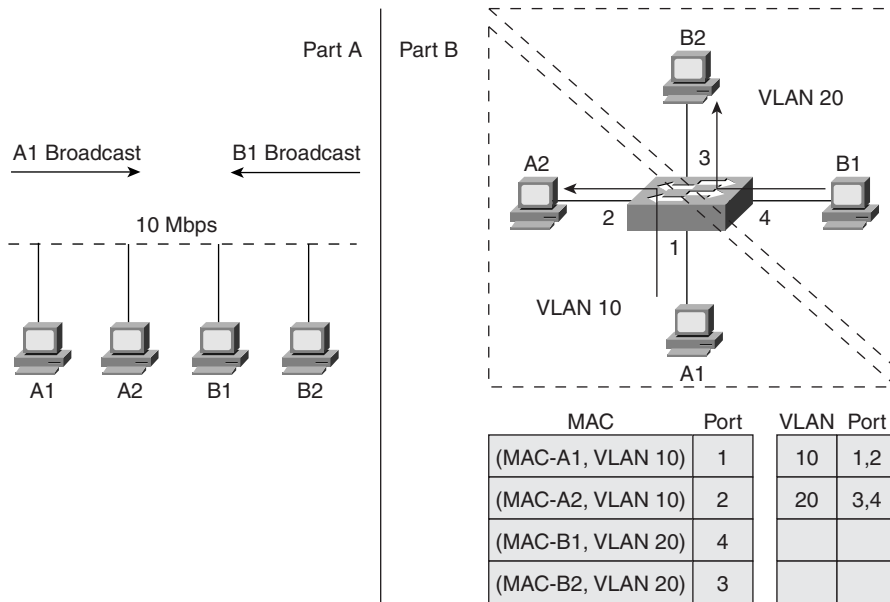 Part A
A1 Broadcast
B1 Broadcast
10 Mbps
A1
A2
B1
B2
Part B
B2
VLAN 20
A2
3
B1
2
4
1
VLAN 10
A1
MAC Port
(MAC-A1, VLAN 10) 1
(MAC-A2, VLAN 10) 2
(MAC-B1, VLAN 20) 4
(MAC-B2, VLAN 20) 3
VLAN Port
10 1,2
20 3,4